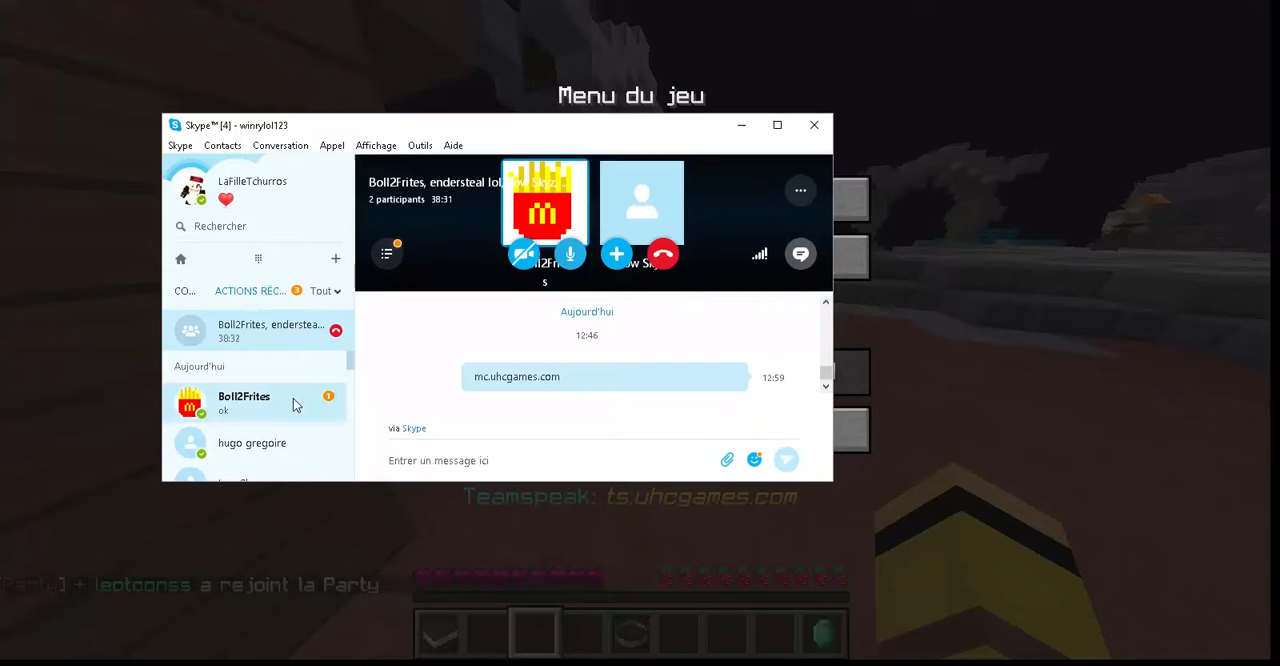 Menu du jeu
Skype™ [4] - winrylol123
Skype Contacts Conversation Appel Affichage Outils Aide
LaFilleTchurros
Rechercher
CO... ACTIONS RÉC... 3 Tout
Boll2Frites, enderstea...
38:32
Aujourd'hui
Boll2Frites 1
ok
hugo gregoire
Boll2Frites, endersteal lol,
2 participants 38:31
s
Aujourd'hui
12:46
mc.uhcgames.com 12:59
via Skype
Entrer un message ici
Teamspeak: ts.uhcgames.com
[Party] + leptoonss a rejoint la Party